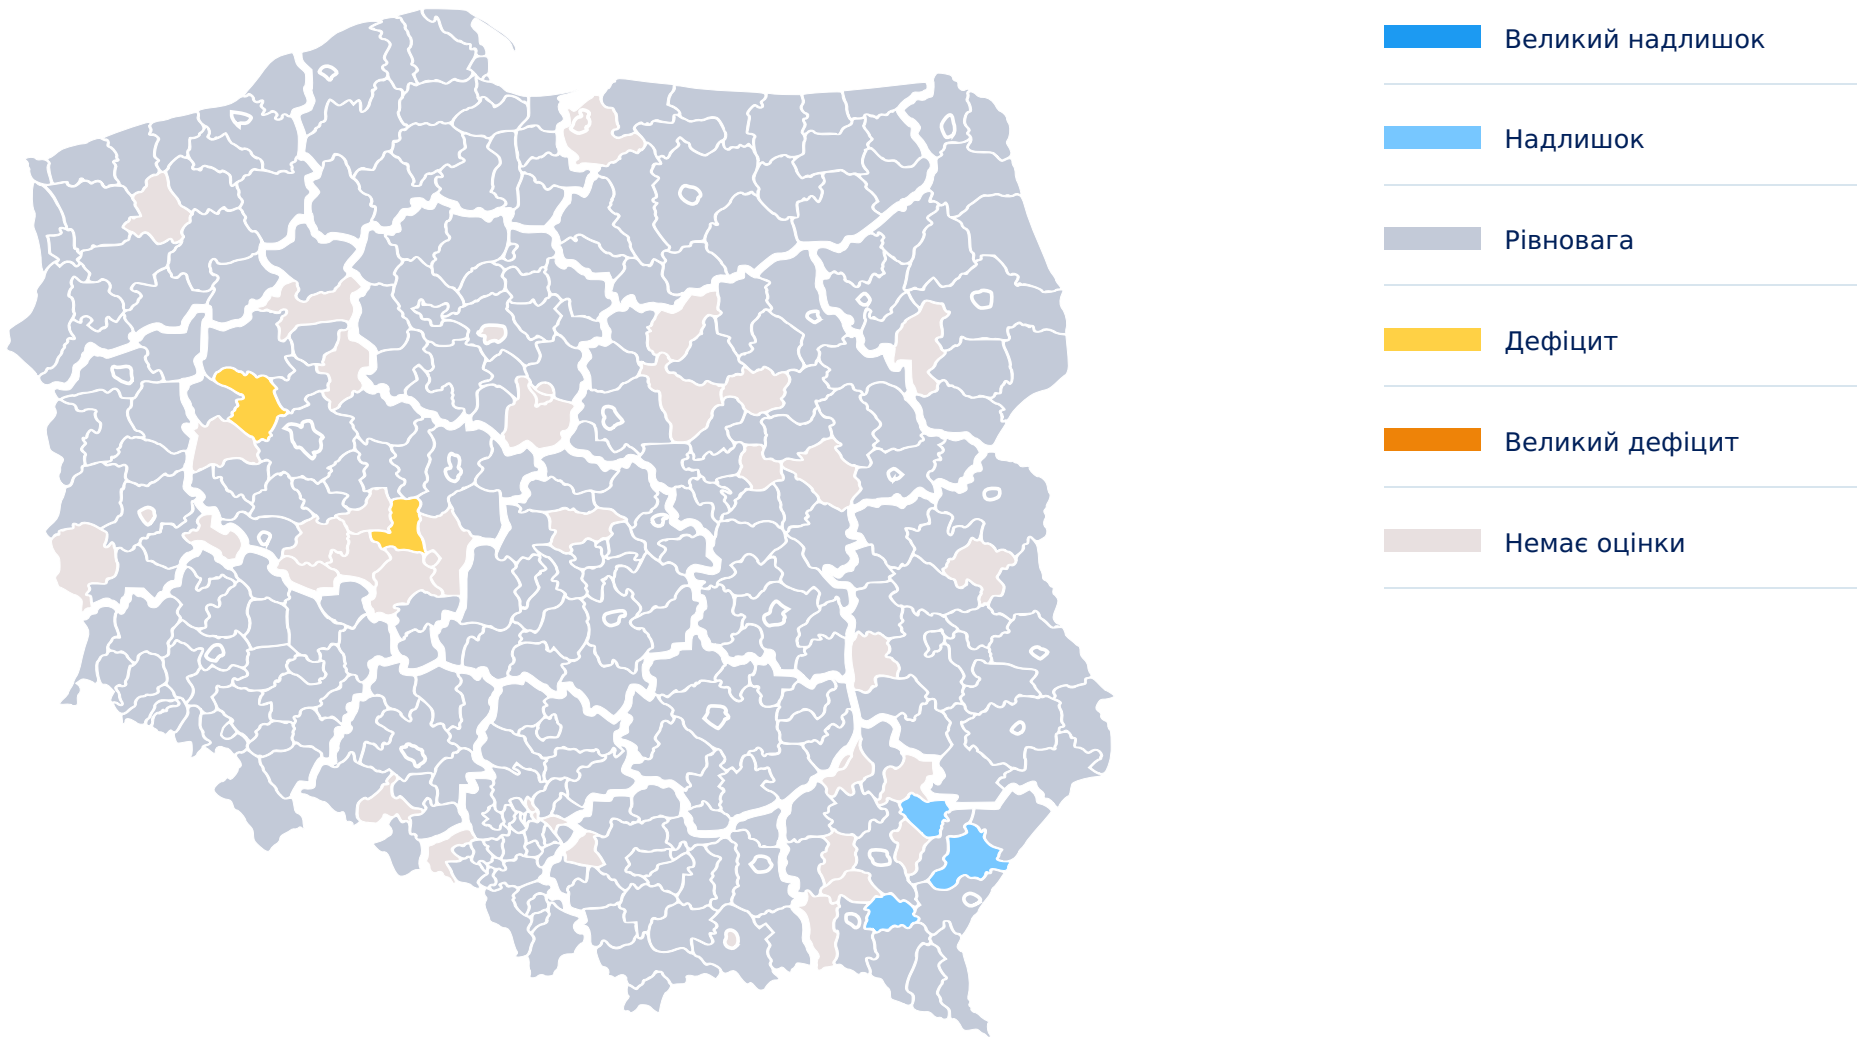 Великий надлишок
Надлишок
Рівновага
Дефіцит
Великий дефіцит
Немає оцінки